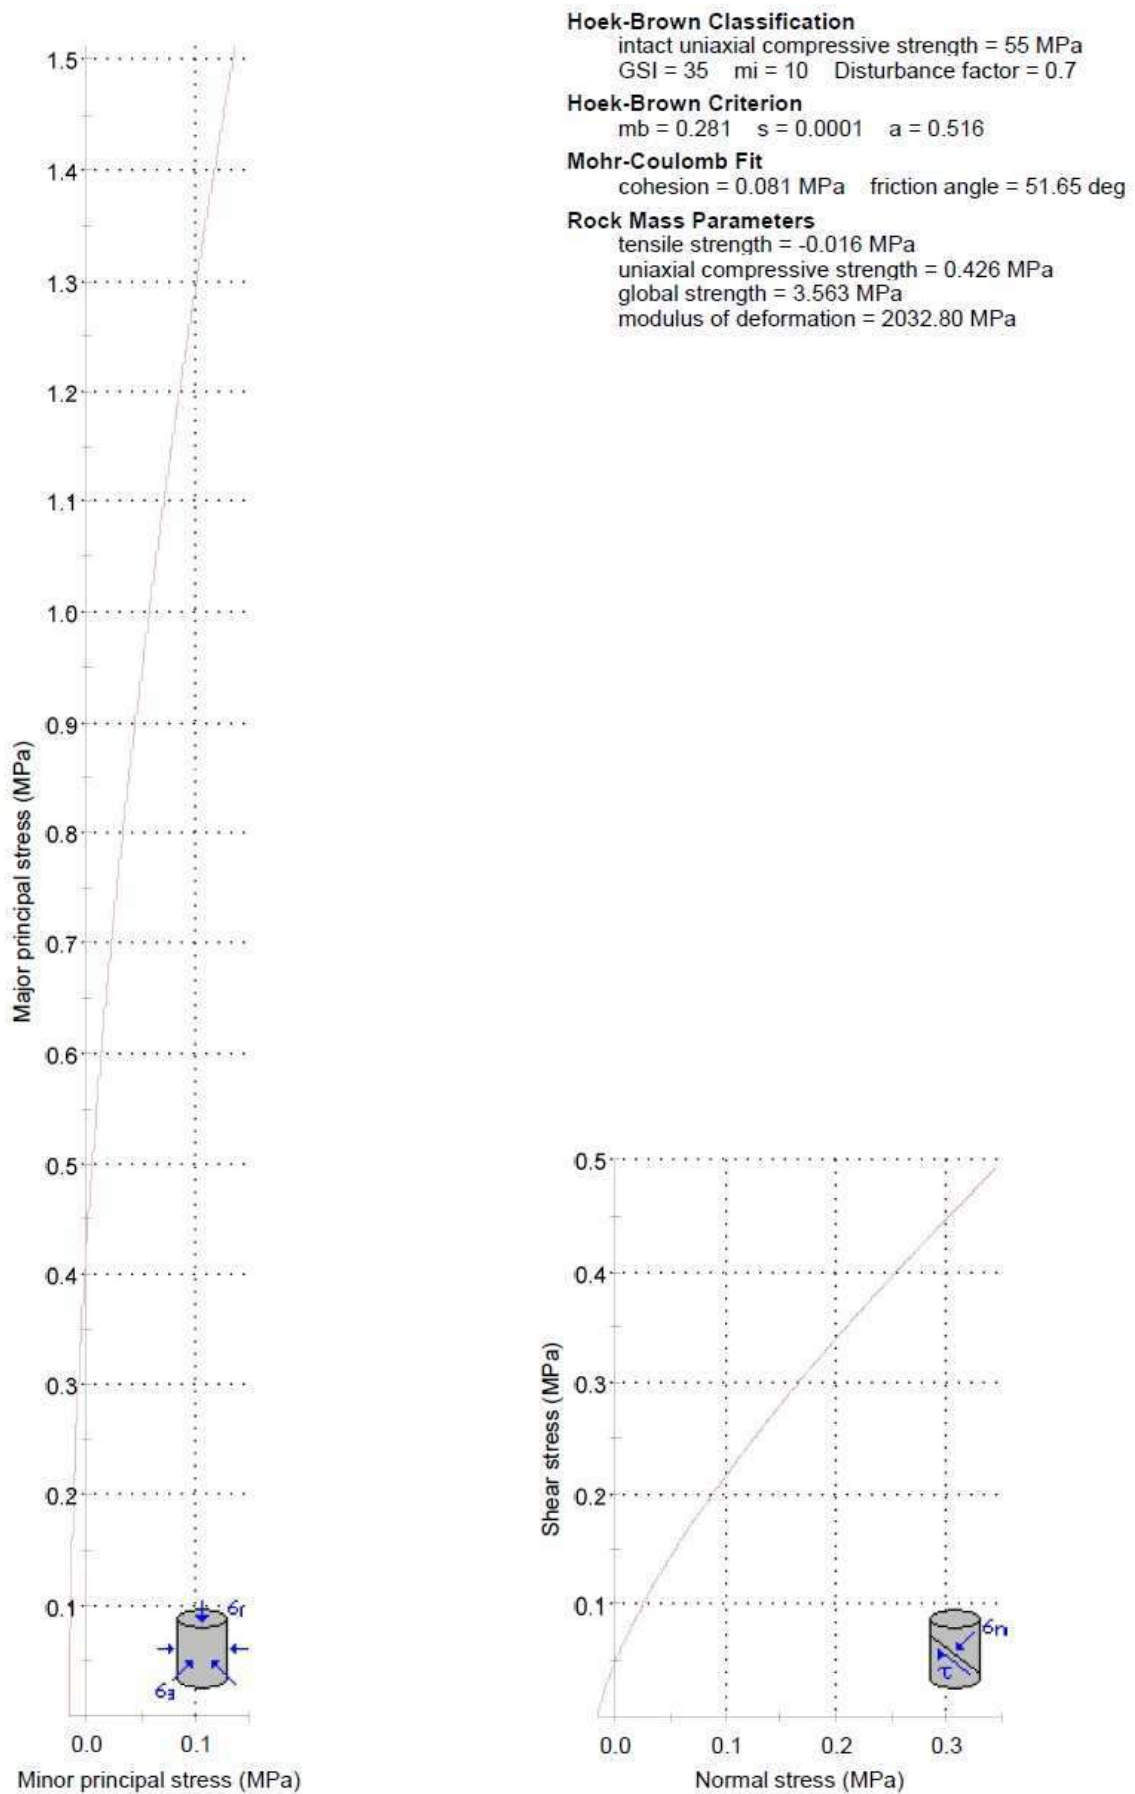 Hoek-Brown Classification
intact uniaxial compressive strength = 55 MPa
GSI = 35 mi = 10 Disturbance factor = 0.7
Hoek-Brown Criterion
mb = 0.281 s = 0.0001 a = 0.516
Mohr-Coulomb Fit
cohesion = 0.081 MPa friction angle = 51.65 deg
Rock Mass Parameters
tensile strength = -0.016 MPa
uniaxial compressive strength = 0.426 MPa
global strength = 3.563 MPa
modulus of deformation = 2032.80 MPa
Major principal stress (MPa)
1.5
1.4
1.3
1.2
1.1
1.0
0.9
0.8
0.7
0.6
0.5
0.4
0.3
0.2
0.1
0.0 0.1
Minor principal stress (MPa)
σ1
σ3
Shear stress (MPa)
0.5
0.4
0.3
0.2
0.1
0.0 0.1 0.2 0.3
Normal stress (MPa)
σn
τ